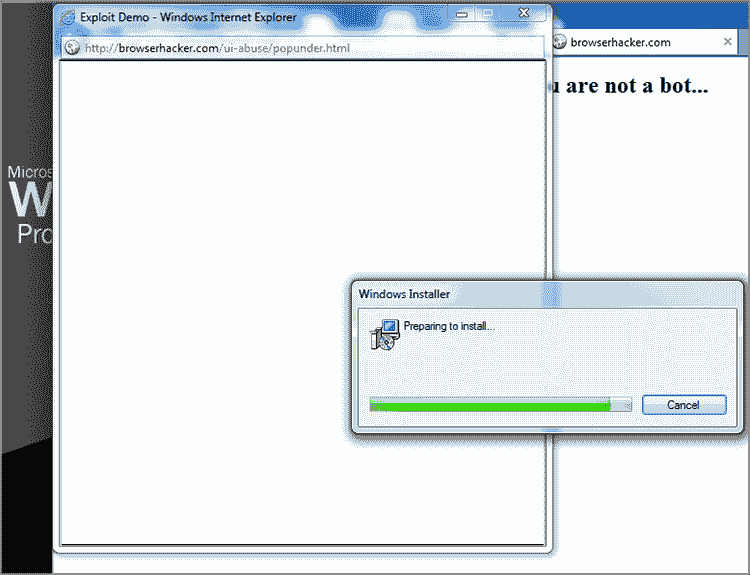 Exploit Demo - Windows Internet Explorer
http://browserhacker.com/ui-abuse/popunder.html
browserhacker.com
u are not a bot...
Micros
W
Pro
Windows Installer
Preparing to install...
Cancel